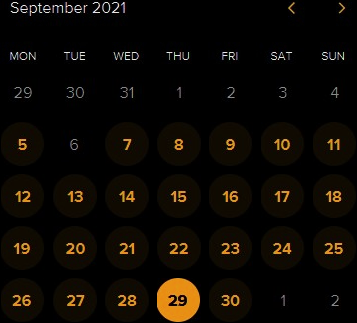 September 2021 < >
MON TUE WED THU FRI SAT SUN
29 30 31 1 2 3 4
5 6 7 8 9 10 11
12 13 14 15 16 17 18
19 20 21 22 23 24 25
26 27 28 29 30 1 2